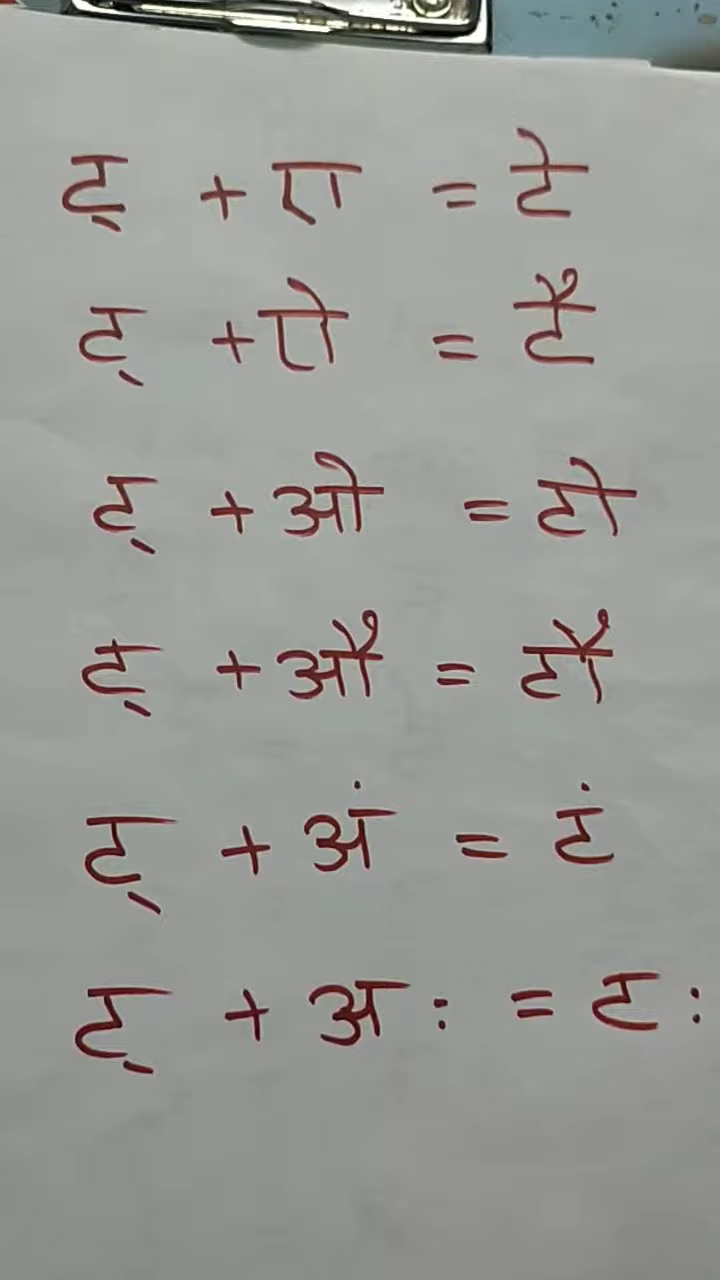 ट् + ए = टे
ट् + ऐ = टै
ट् + ओ = टो
ट् + औ = टौ
ट् + अं = टं
ट् + अः = टः